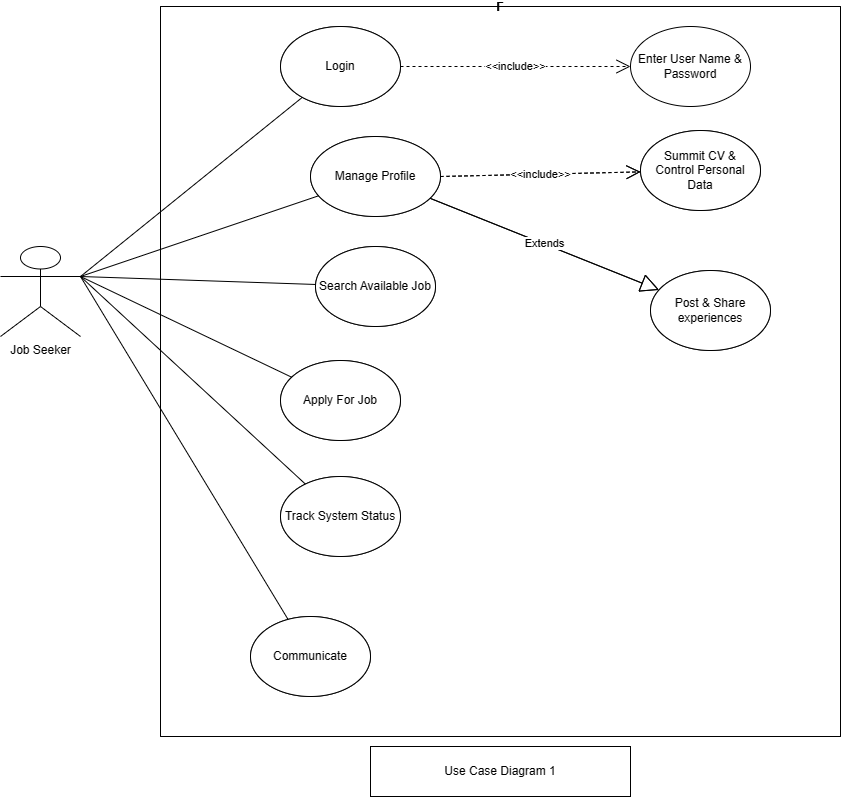 F
Login
<<include>>
Enter User Name &
Password
Manage Profile
<<include>>
Summit CV &
Control Personal
Data
Extends
Search Available Job
Post & Share
experiences
Job Seeker
Apply For Job
Track System Status
Communicate
Use Case Diagram 1